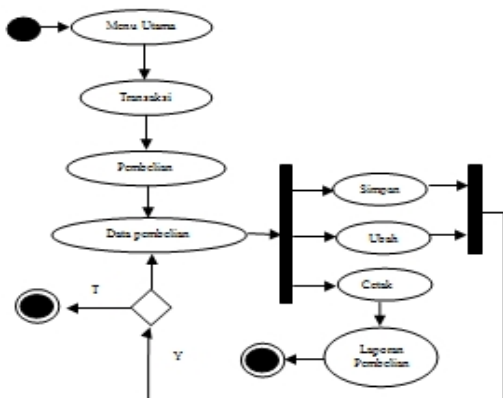 Menu Utama
Transaksi
Pembelian
Data pembelian
Simpan
Ubah
Cetak
T
Y
Laporan
Pembelian